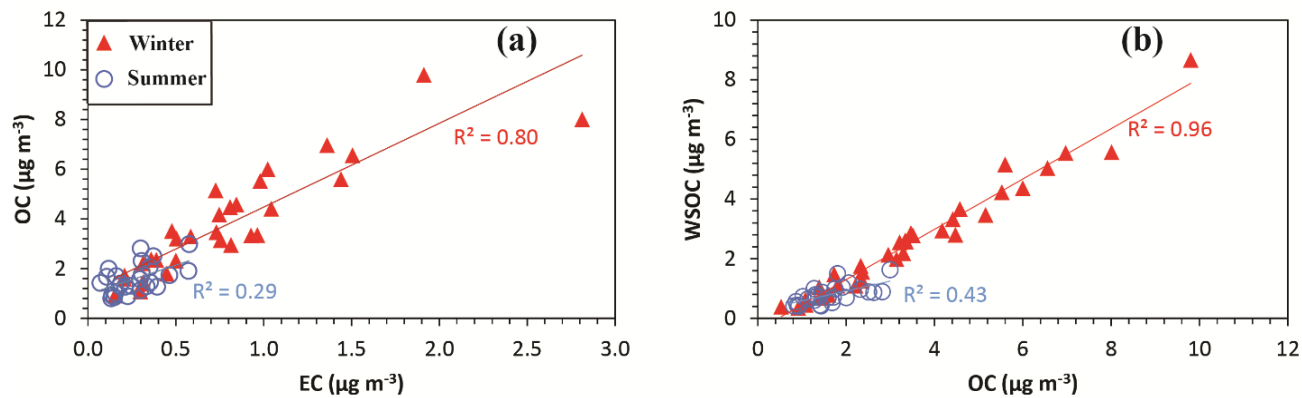 (a)
Winter
Summer
R² = 0.80
R² = 0.29
OC (µg m⁻³)
12
10
8
6
4
2
0
0.0 0.5 1.0 1.5 2.0 2.5 3.0
EC (µg m⁻³)
(b)
R² = 0.96
R² = 0.43
WSOC (µg m⁻³)
10
8
6
4
2
0
0 2 4 6 8 10 12
OC (µg m⁻³)